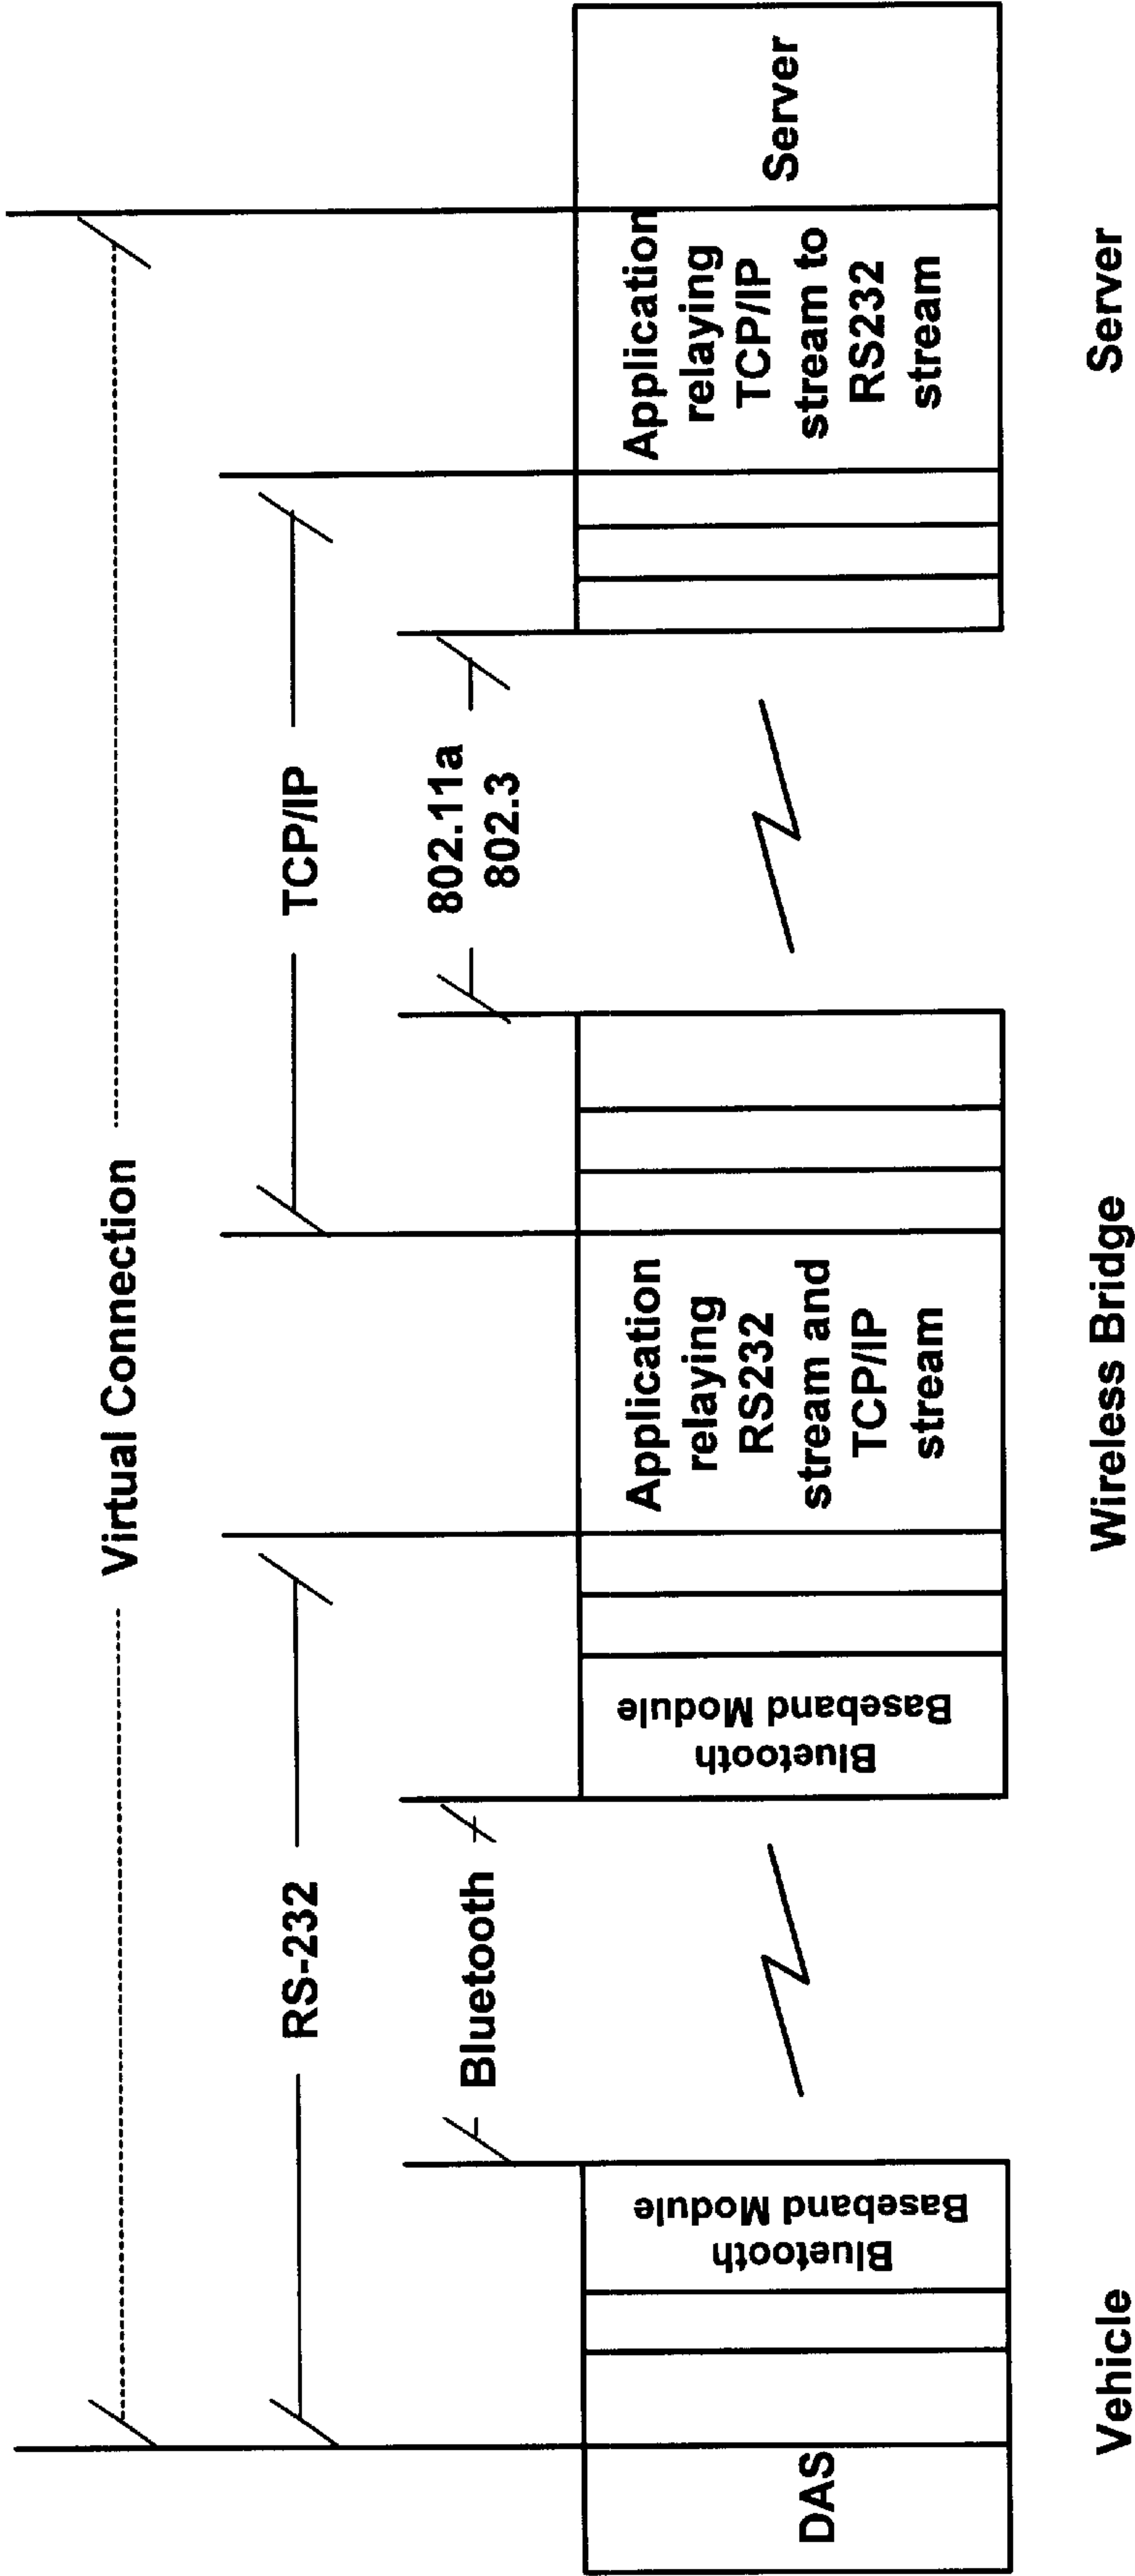 Virtual Connection
RS-232
TCP/IP
Bluetooth
802.11a
802.3
DAS
Bluetooth
Baseband Module
Bluetooth
Baseband Module
Application
relaying
RS232
stream and
TCP/IP
stream
Application
relaying
TCP/IP
stream to
RS232
stream
Server
Vehicle
Wireless Bridge
Server